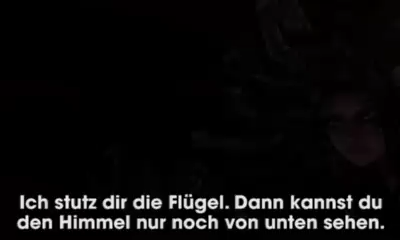 Ich stutz dir die Flügel. Dann kannst du
den Himmel nur noch von unten sehen.